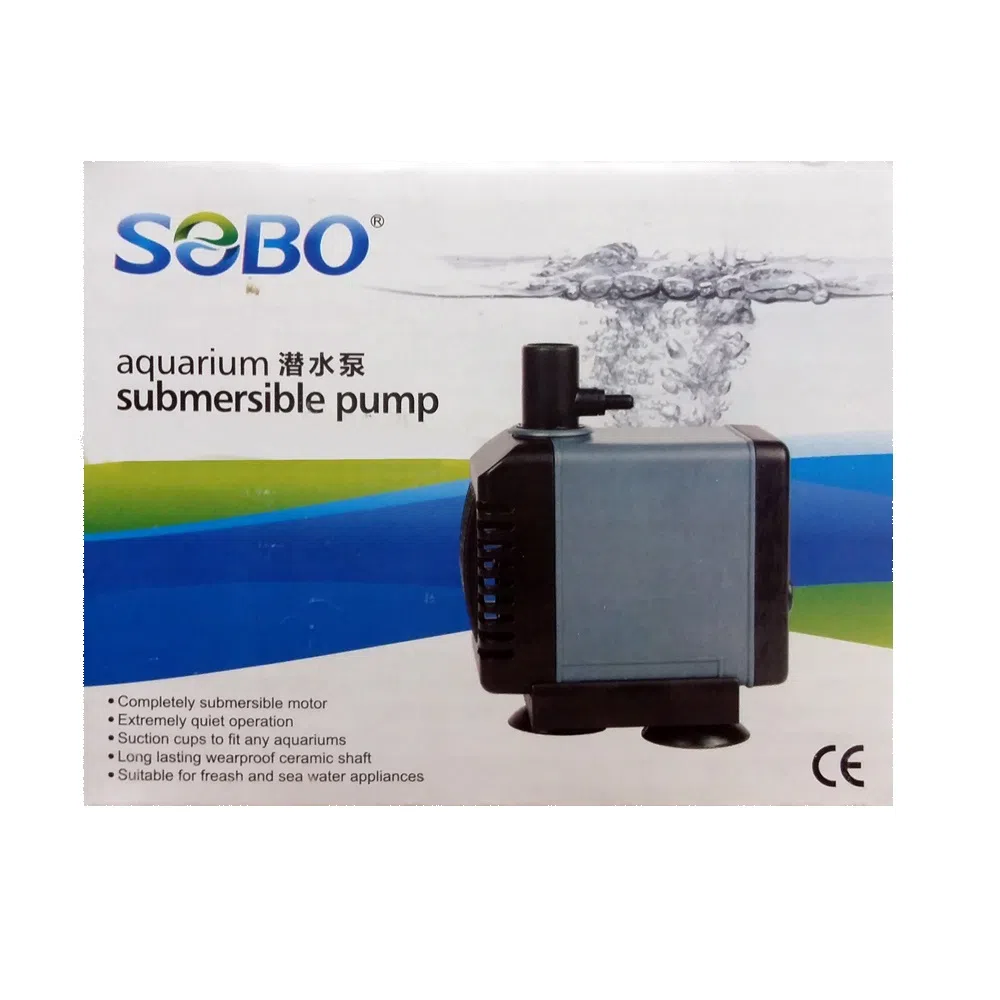 SOBO®
aquarium 潜水泵
submersible pump
• Completely submersible motor
• Extremely quiet operation
• Suction cups to fit any aquariums
• Long lasting wearproof ceramic shaft
• Suitable for freash and sea water appliances
CE